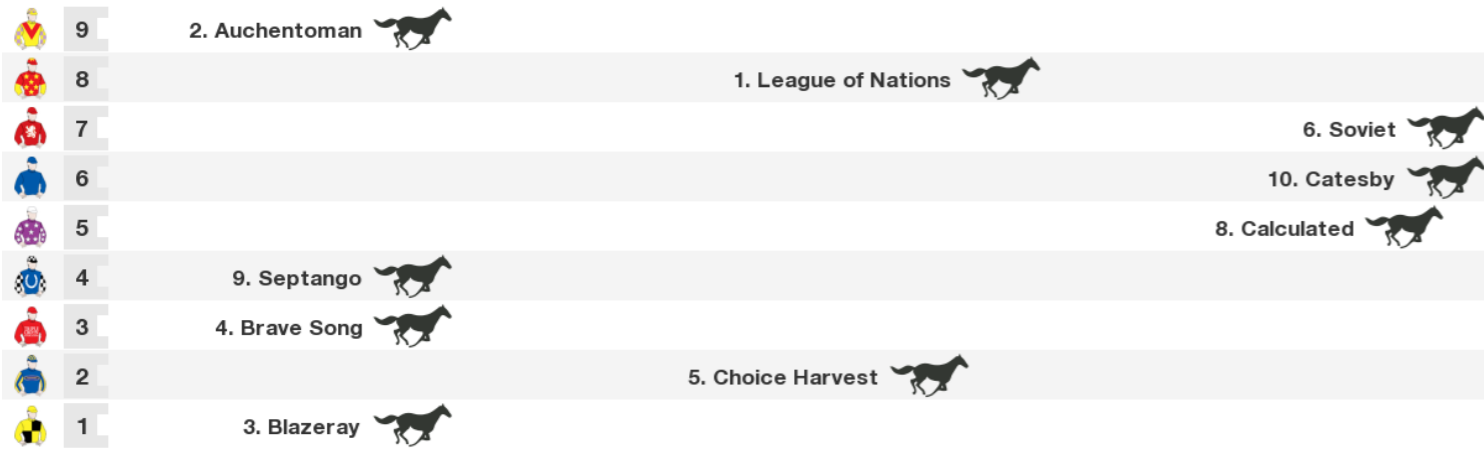 9 2. Auchentoman
8 1. League of Nations
7 6. Soviet
6 10. Catesby
5 8. Calculated
4 9. Septango
3 4. Brave Song
2 5. Choice Harvest
1 3. Blazeray